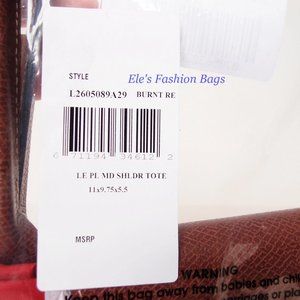 STYLE
Ele's Fashion Bags
L2605089A29 BURNT RE
6 71194 34612 2
LE PL MD SHLDR TOTE
11x9.75x5.5
MSRP
WARNING
Keep this bag away from babies and